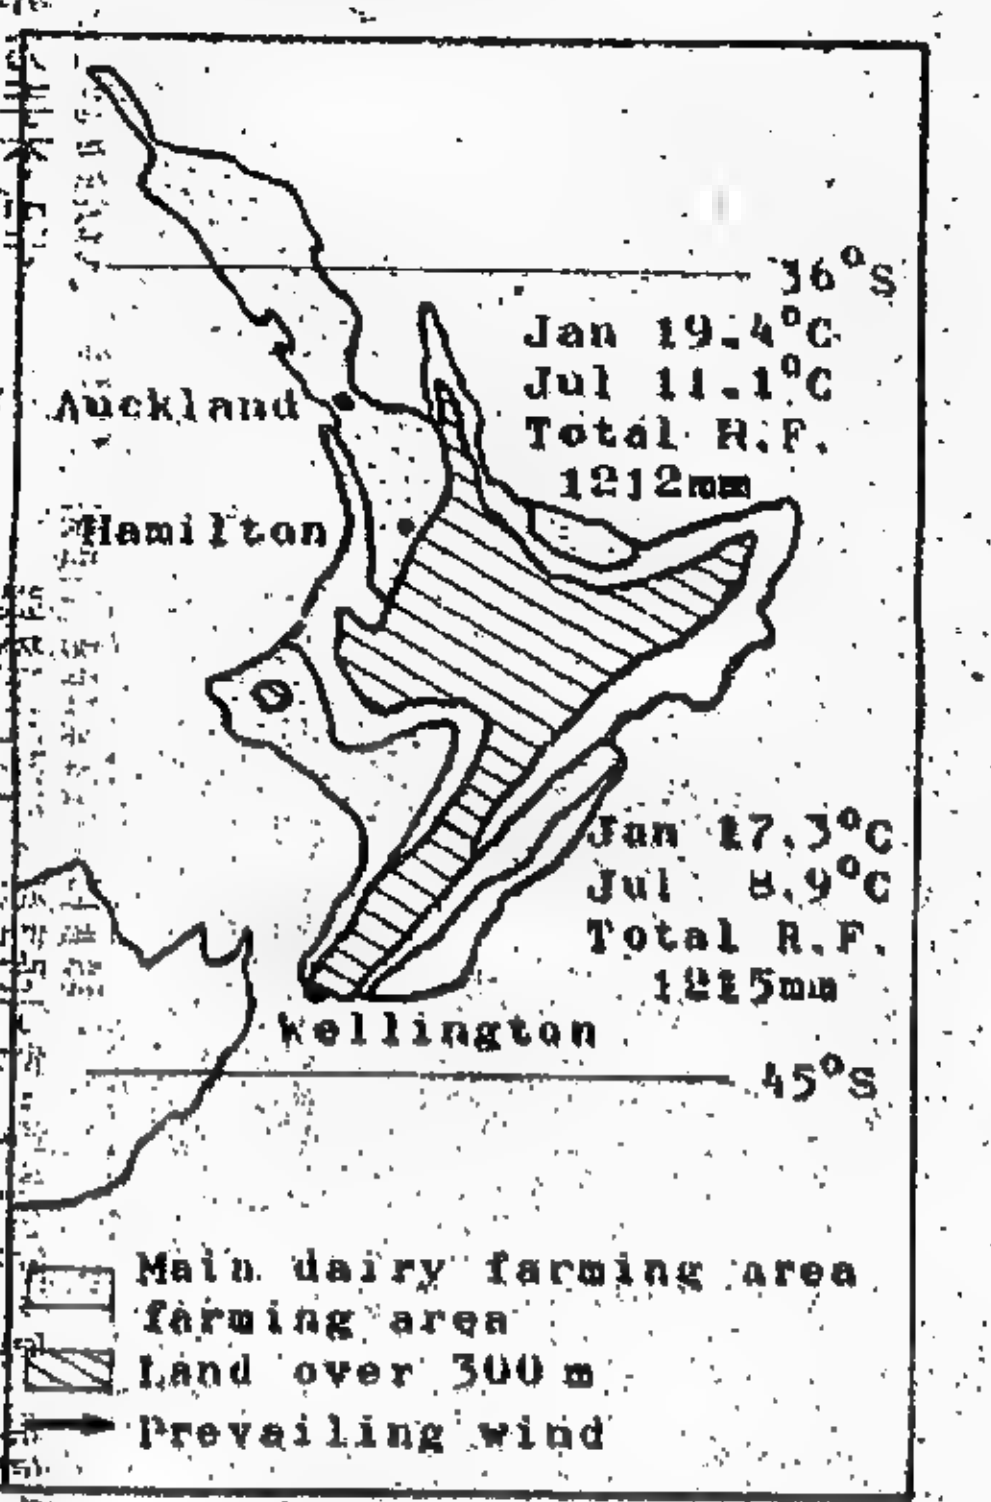 36°S
Jan 19.4°C
Jul 11.1°C
Total R.F.
1212mm
Auckland
Hamilton
Jan 17.3°C
Jul 8.9°C
Total R.F.
1215mm
Wellington
45°S
Main dairy farming area
farming area
Land over 300 m
Prevailing wind